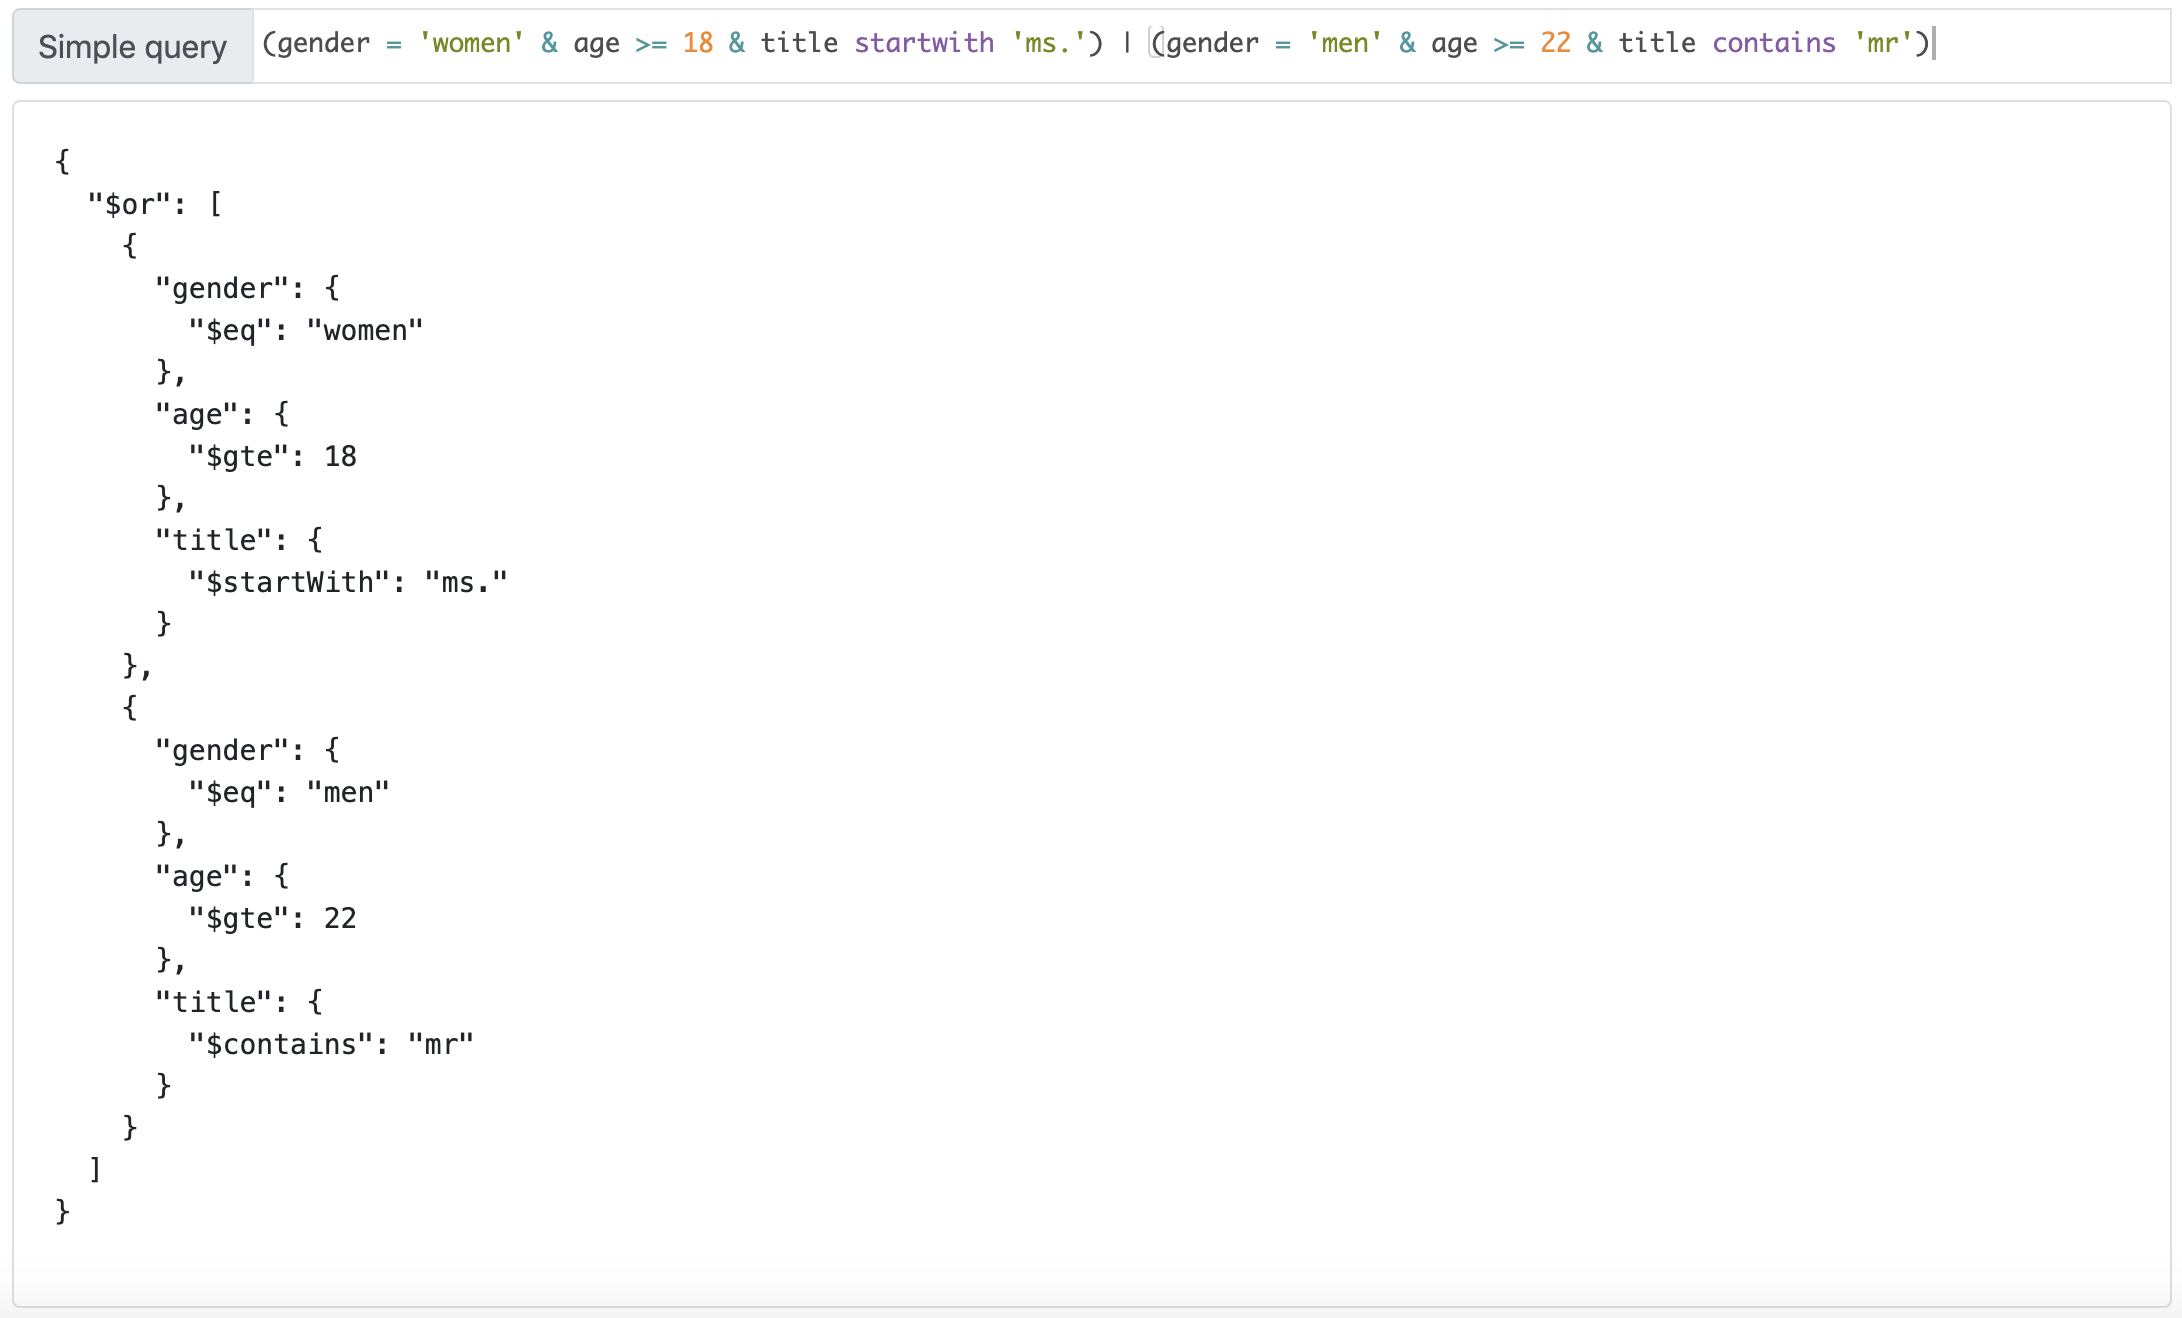 Simple query (gender = 'women' & age >= 18 & title startwith 'ms.') | (gender = 'men' & age >= 22 & title contains 'mr')
{
  "$or": [
    {
      "gender": {
        "$eq": "women"
      },
      "age": {
        "$gte": 18
      },
      "title": {
        "$startWith": "ms."
      }
    },
    {
      "gender": {
        "$eq": "men"
      },
      "age": {
        "$gte": 22
      },
      "title": {
        "$contains": "mr"
      }
    }
  ]
}